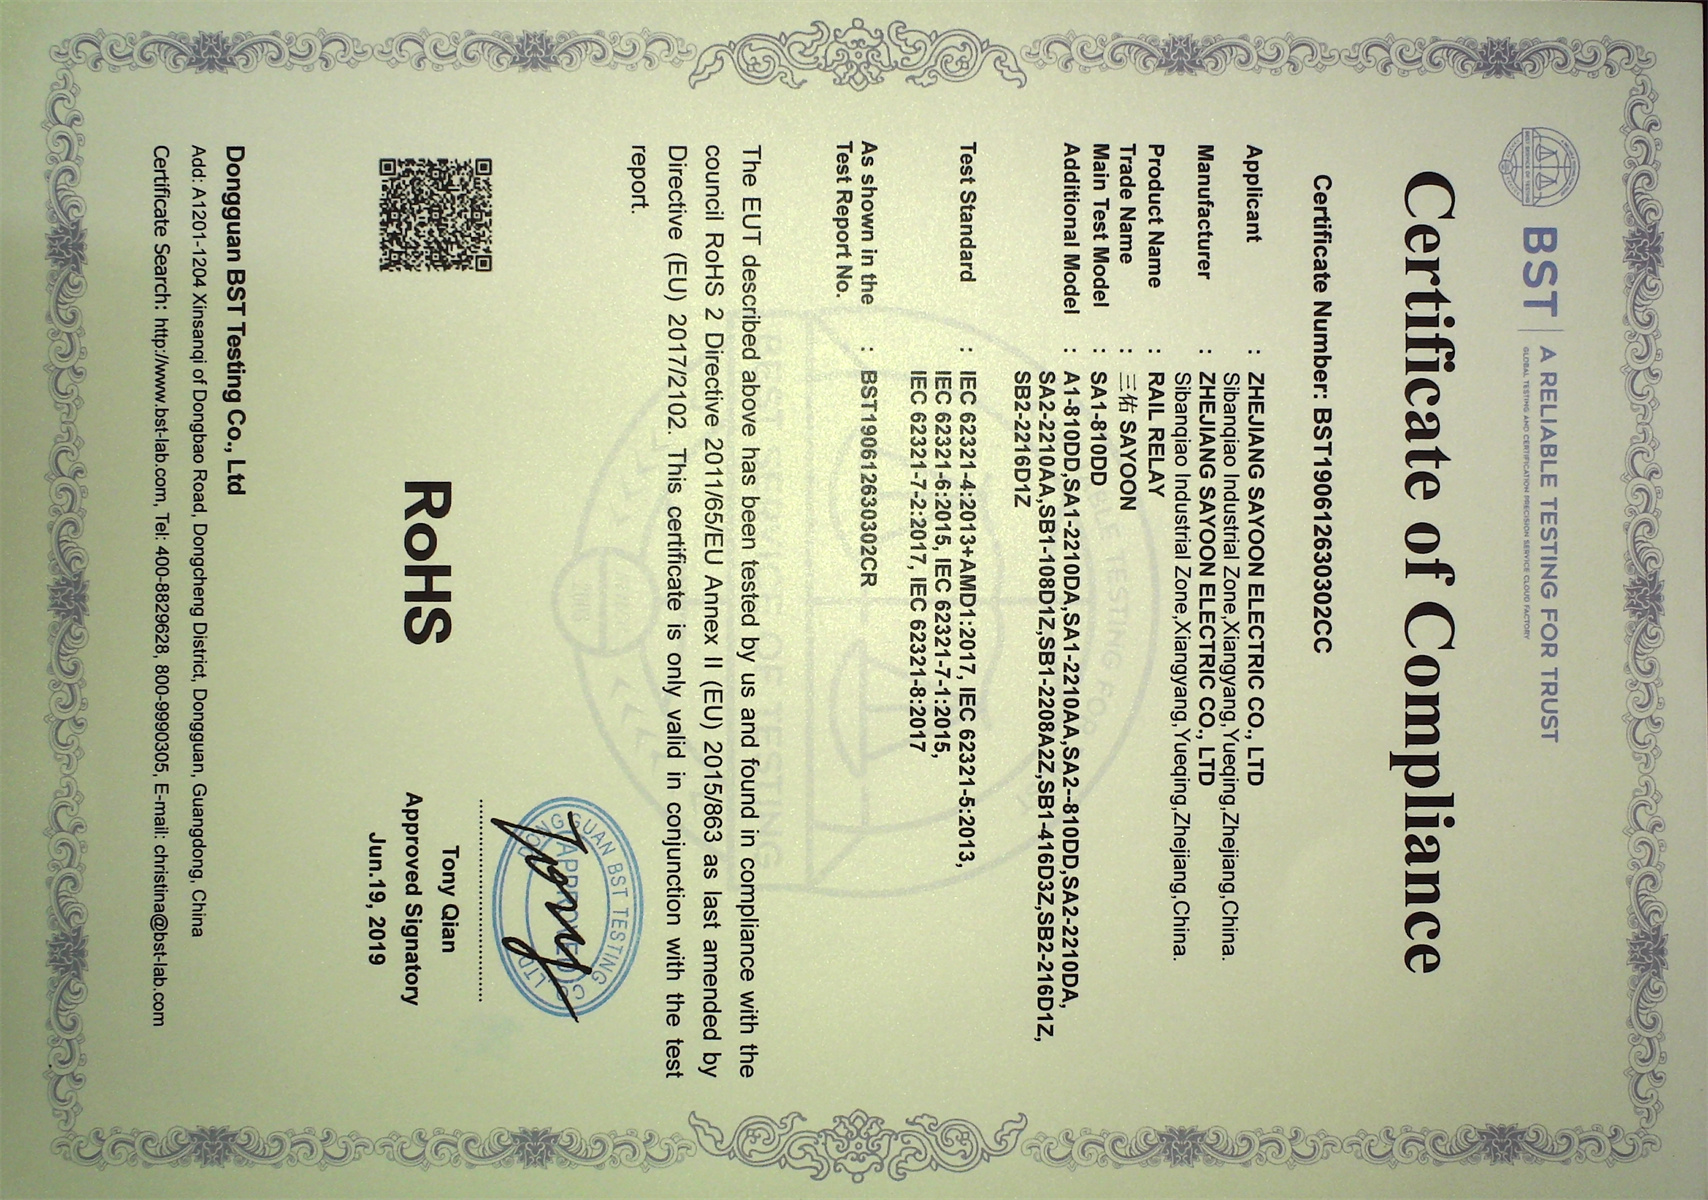 BST | A RELIABLE TESTING FOR TRUST
GLOBAL TESTING AND CERTIFICATION PRECISION SERVICE CLOUD FACTORY
Certificate of Compliance
Certificate Number: BST19061263030302CC
Applicant : ZHEJIANG SAYOON ELECTRIC CO., LTD
Sibanqiao Industrial Zone,Xiangyang,Yueqing,Zhejiang,China.
Manufacturer : ZHEJIANG SAYOON ELECTRIC CO., LTD
Sibanqiao Industrial Zone,Xiangyang,Yueqing,Zhejiang,China.
Product Name : RAIL RELAY
Trade Name : 三佑 SAYOON
Main Test Model : SA1-810DD
Additional Model : A1-810DD,SA1-2210DA,SA1-2210AA,SA2--810DD,SA2-2210DA,
SA2-2210AA,SB1-108D1Z,SB1-2208A2Z,SB1-416D3Z,SB2-216D1Z,
SB2-2216D1Z
Test Standard : IEC 62321-4:2013+AMD1:2017, IEC 62321-5:2013,
IEC 62321-6:2015, IEC 62321-7-1:2015,
IEC 62321-7-2:2017, IEC 62321-8:2017
As shown in the
Test Report No. : BST19061263030302CR
The EUT described above has been tested by us and found in compliance with the
council RoHS 2 Directive 2011/65/EU Annex II (EU) 2015/863 as last amended by
Directive (EU) 2017/2102. This certificate is only valid in conjunction with the test
report.
DONGGUAN BST TESTING CO., LTD
APPROVED
RoHS
Tony Qian
Approved Signatory
Jun.19, 2019
Dongguan BST Testing Co., Ltd
Add: A1201-1204 Xinsanqi of Dongbao Road, Dongcheng District, Dongguan, Guangdong, China
Certificate Search: http://www.bst-lab.com, Tel: 400-8829628, 800-9990305, E-mail: christina@bst-lab.com